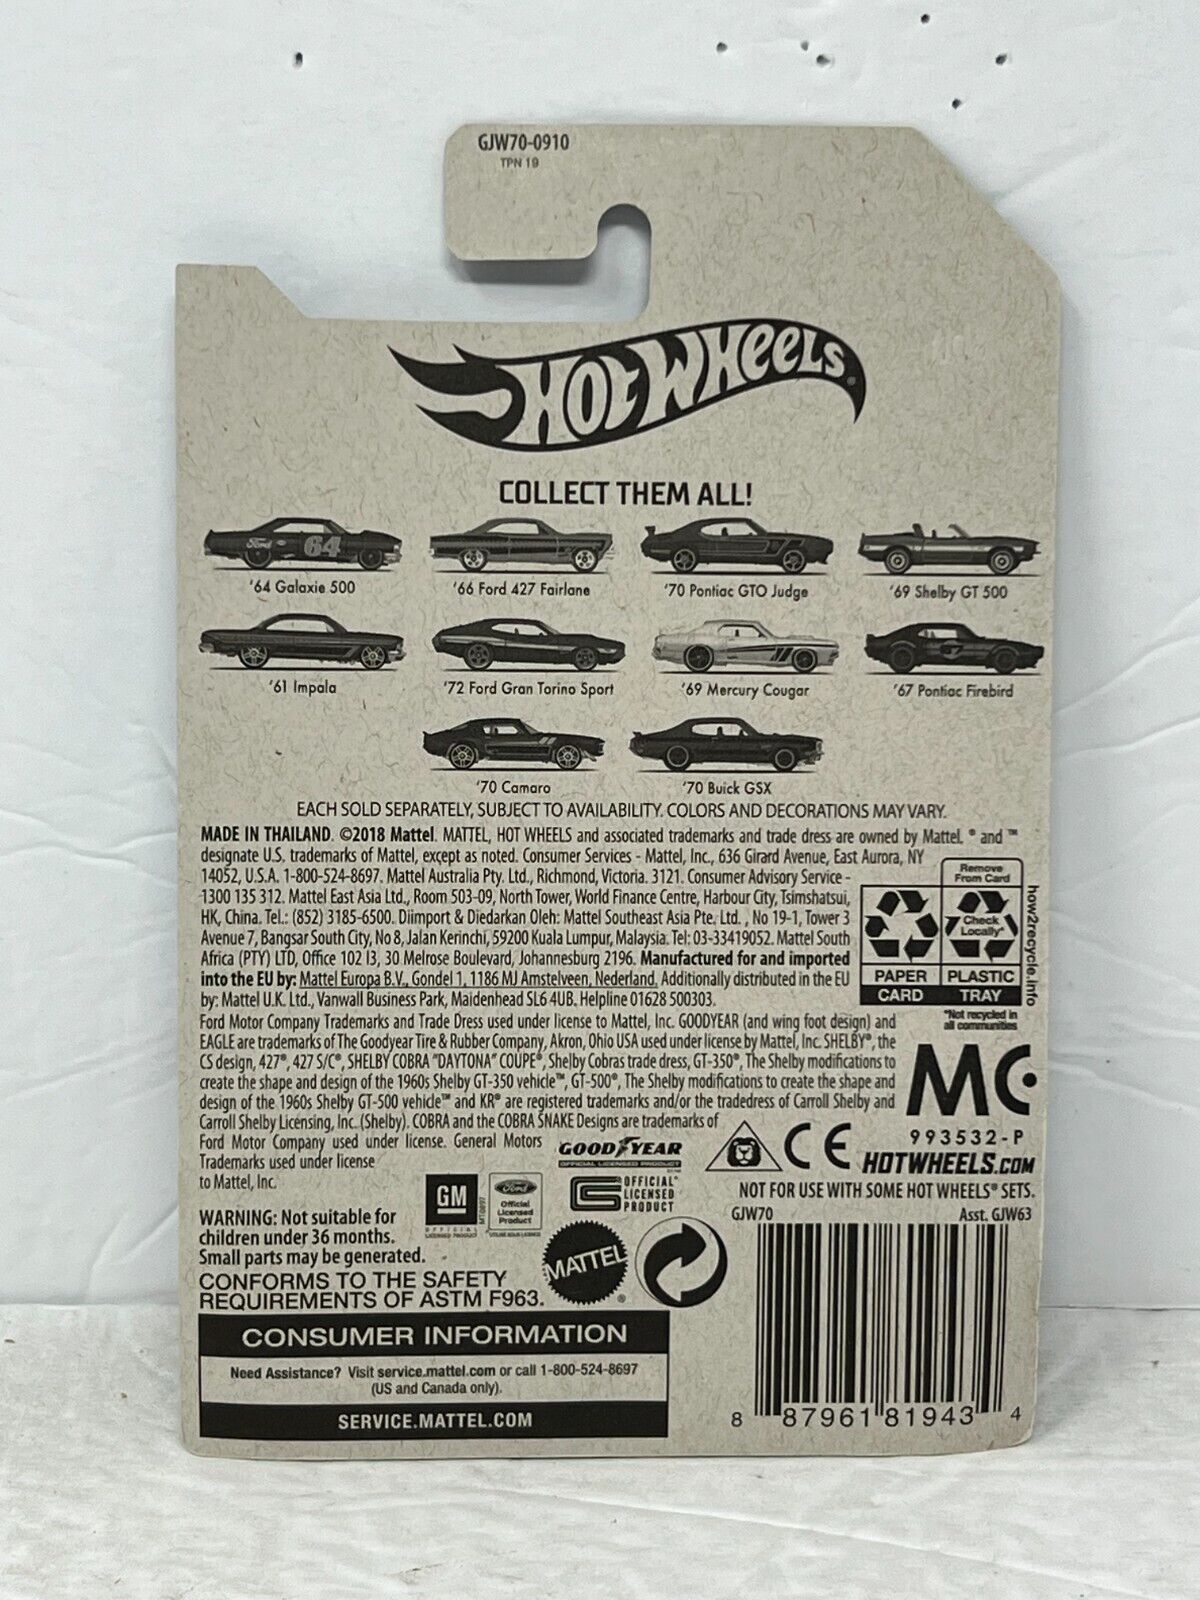 GJW70-0910
TPN 19
HOT WHEELS®
COLLECT THEM ALL!
Ford 64
'64 Galaxie 500
'66 Ford 427 Fairlane
'70 Pontiac GTO Judge
'69 Shelby GT 500
'61 Impala
'72 Ford Gran Torino Sport
'69 Mercury Cougar
'67 Pontiac Firebird
'70 Camaro
'70 Buick GSX
EACH SOLD SEPARATELY, SUBJECT TO AVAILABILITY. COLORS AND DECORATIONS MAY VARY.
MADE IN THAILAND. ©2018 Mattel. MATTEL, HOT WHEELS and associated trademarks and trade dress are owned by Mattel. ® and ™
designate U.S. trademarks of Mattel, except as noted. Consumer Services - Mattel, Inc., 636 Girard Avenue, East Aurora, NY
14052, U.S.A. 1-800-524-8697. Mattel Australia Pty. Ltd., Richmond, Victoria. 3121. Consumer Advisory Service -
1300 135 312. Mattel East Asia Ltd., Room 503-09, North Tower, World Finance Centre, Harbour City, Tsimshatsui,
HK, China. Tel.: (852) 3185-6500. Diimport & Diedarkan Oleh: Mattel Southeast Asia Pte. Ltd. , No 19-1, Tower 3
Avenue 7, Bangsar South City, No 8, Jalan Kerinchi, 59200 Kuala Lumpur, Malaysia. Tel: 03-33419052. Mattel South
Africa (PTY) LTD, Office 102 I3, 30 Melrose Boulevard, Johannesburg 2196. Manufactured for and imported
into the EU by: Mattel Europa B.V., Gondel 1, 1186 MJ Amstelveen, Nederland. Additionally distributed in the EU
by: Mattel U.K. Ltd., Vanwall Business Park, Maidenhead SL6 4UB. Helpline 01628 500303.
Remove
From Card
Check
Locally*
PAPER
CARD
PLASTIC
TRAY
how2recycle.info
*Not recycled in
all communities
Ford Motor Company Trademarks and Trade Dress used under license to Mattel, Inc. GOODYEAR (and wing foot design) and
EAGLE are trademarks of The Goodyear Tire & Rubber Company, Akron, Ohio USA used under license by Mattel, Inc. SHELBY®, the
CS design, 427®, 427 S/C®, SHELBY COBRA "DAYTONA" COUPE®, Shelby Cobras trade dress, GT-350®, The Shelby modifications to
create the shape and design of the 1960s Shelby GT-350 vehicle™, GT-500®, The Shelby modifications to create the shape and
design of the 1960s Shelby GT-500 vehicle™ and KR® are registered trademarks and/or the tradedress of Carroll Shelby and
Carroll Shelby Licensing, Inc. (Shelby). COBRA and the COBRA SNAKE Designs are trademarks of
Ford Motor Company used under license. General Motors
Trademarks used under license
to Mattel, Inc.
MC
993532-P
CE
HOTWHEELS.COM
GOODYEAR
OFFICIAL LICENSED PRODUCT
GM
OFFICIAL
LICENSED PRODUCT
Ford
Official
Licensed
Product
CS
OFFICIAL
LICENSED
PRODUCT
NOT FOR USE WITH SOME HOT WHEELS® SETS.
GJW70
Asst. GJW63
WARNING: Not suitable for
children under 36 months.
Small parts may be generated.
MATTEL®
CONFORMS TO THE SAFETY
REQUIREMENTS OF ASTM F963.
CONSUMER INFORMATION
Need Assistance? Visit service.mattel.com or call 1-800-524-8697
(US and Canada only).
SERVICE.MATTEL.COM
8 87961 81943 4